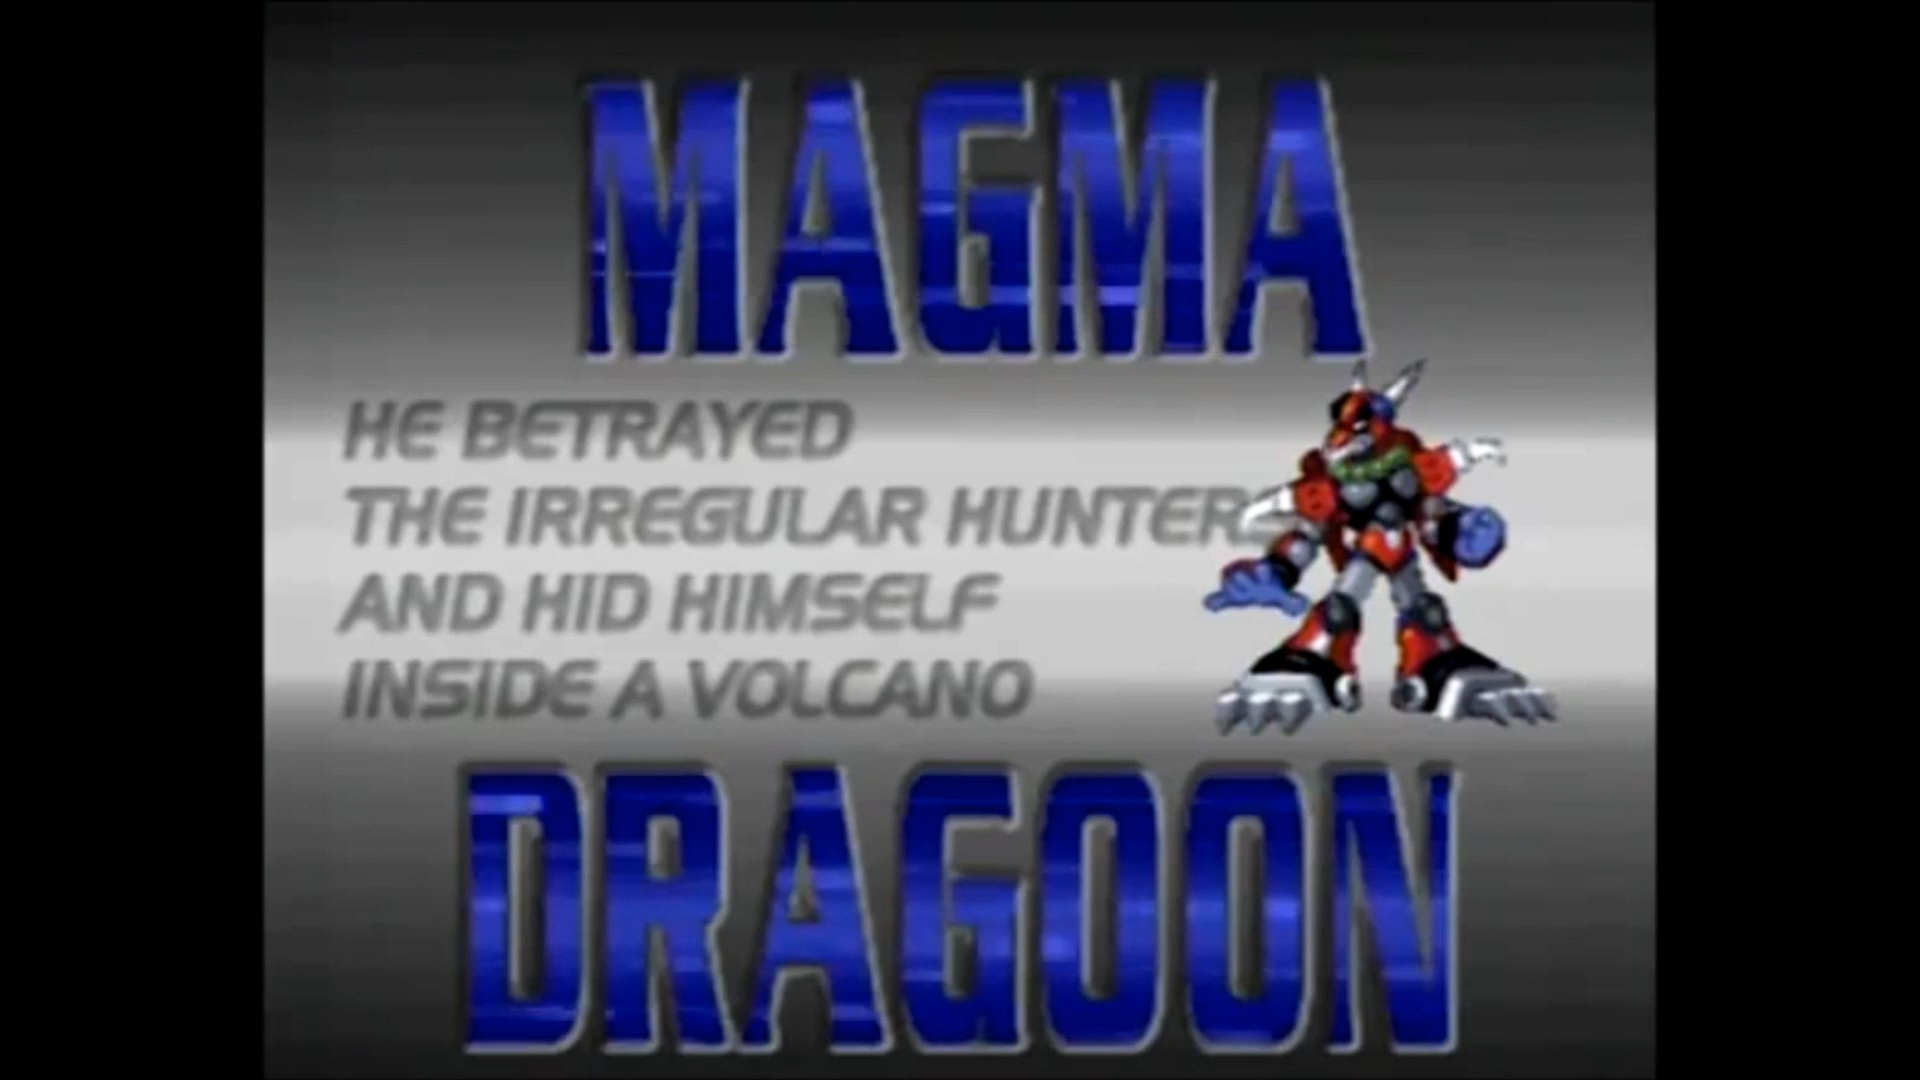 MAGMA
HE BETRAYED
THE IRREGULAR HUNTERS
AND HID HIMSELF
INSIDE A VOLCANO
DRAGOON